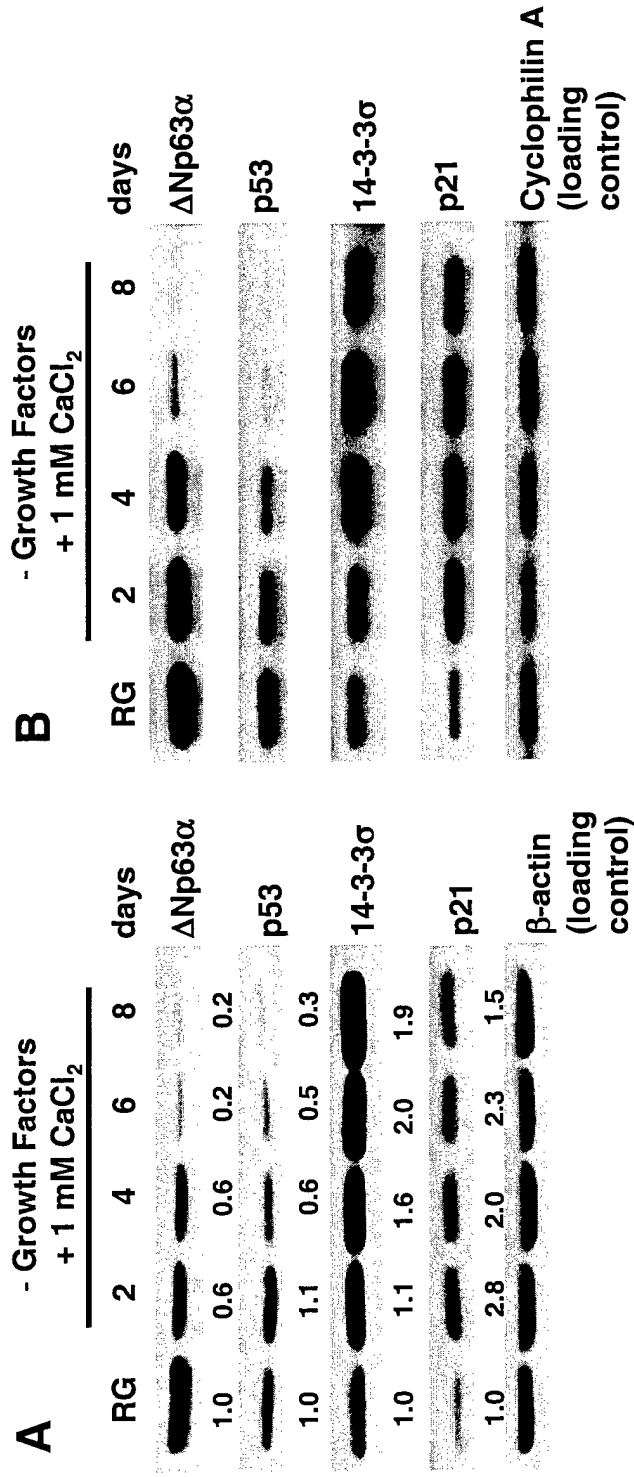 A
- Growth Factors
+ 1 mM CaCl₂
RG 2 4 6 8 days
ΔNp63α
1.0 0.6 0.6 0.2 0.2
p53
1.0 1.1 0.6 0.5 0.3
14-3-3σ
1.0 1.1 1.6 2.0 1.9
p21
1.0 2.8 2.0 2.3 1.5
β-actin
(loading
control)
B
- Growth Factors
+ 1 mM CaCl₂
RG 2 4 6 8 days
ΔNp63α
p53
14-3-3σ
p21
Cyclophilin A
(loading
control)